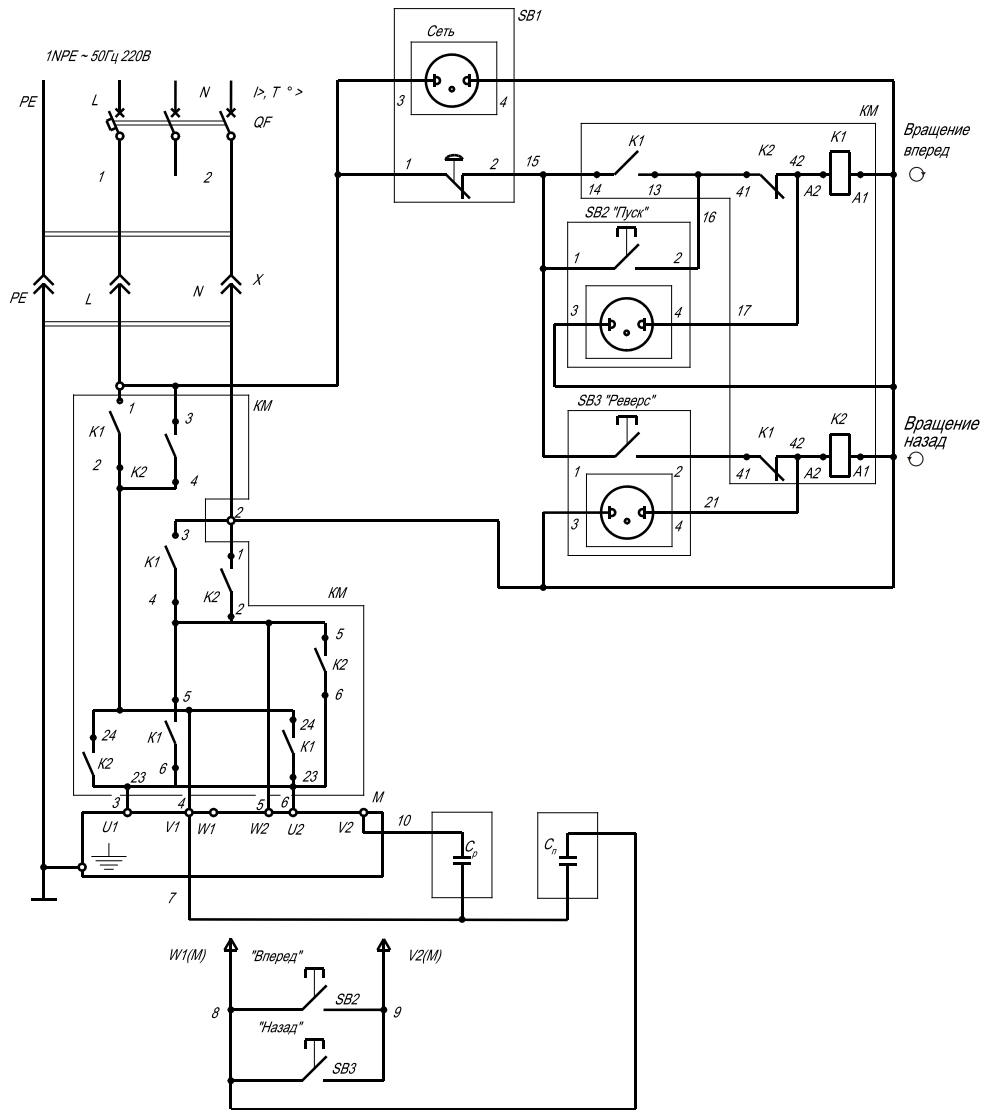 SB1
Сеть
3
4
1NPE ~ 50Гц 220В
PE
L
N
I>, T ° >
QF
1
2
1
2
15
KM
K1
K2
42
K1
14
13
41
A2
A1
Вращение
вперед
SB2 "Пуск"
16
1
2
3
4
17
PE
L
N
X
KM
1
K1
3
2
K2
4
SB3 "Реверс"
K1
42
K2
1
2
41
A2
A1
Вращение
назад
3
4
21
2
3
1
K1
K2
4
2
KM
5
K2
6
5
24
K2
K1
24
K1
6
23
23
3
4
5
6
M
U1
V1
W1
W2
U2
V2
10
Ср
Сп
7
W1(M)
"Вперед"
V2(M)
SB2
8
9
"Назад"
SB3